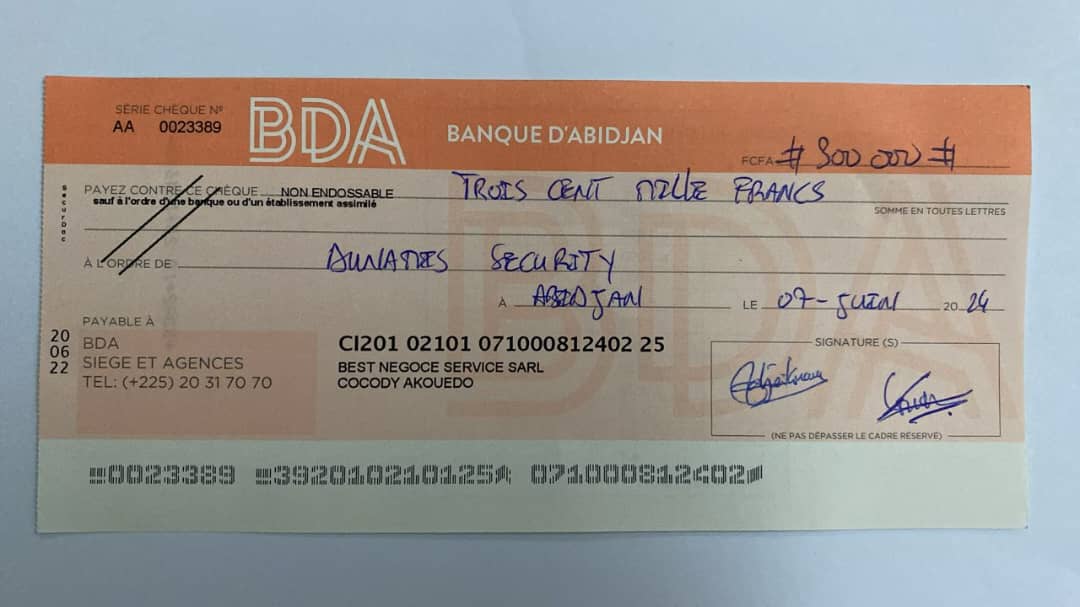 SÉRIE CHÈQUE N°
AA 0023389
BDA BANQUE D'ABIDJAN
FCFA # 300 000 #
PAYEZ CONTRE CE CHÈQUE NON ENDOSSABLE TROIS CENT MILLE FRANCS
sauf à l'ordre d'une banque ou d'un établissement assimilé
SOMME EN TOUTES LETTRES
securbac
À L'ORDRE DE SECURITY
À ABIDJAN LE 07-JUIN 2024
PAYABLE À
BDA
SIEGE ET AGENCES
TEL: (+225) 20 31 70 70
20
06
22
CI201 02101 071000812402 25
BEST NEGOCE SERVICE SARL
COCODY AKOUEDO
SIGNATURE (S)
(NE PAS DÉPASSER LE CADRE RÉSERVÉ)
0023389 392010210125 071000812402